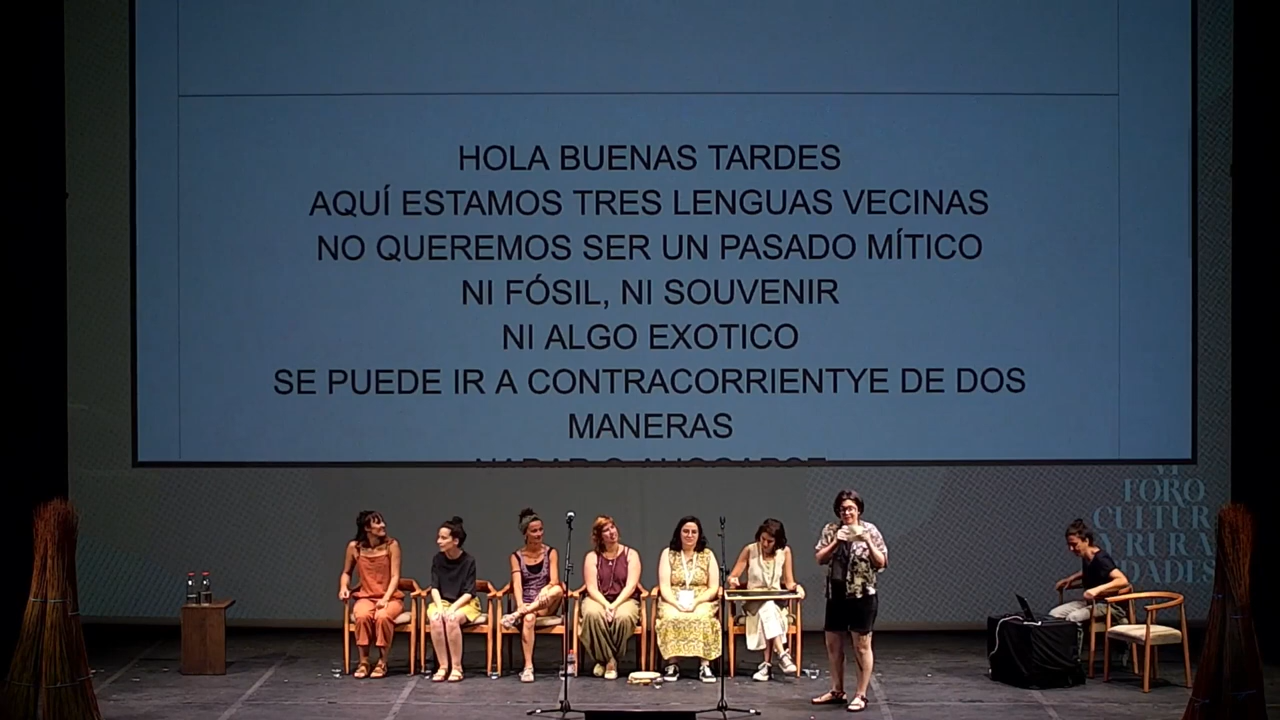 HOLA BUENAS TARDES
AQUÍ ESTAMOS TRES LENGUAS VECINAS
NO QUEREMOS SER UN PASADO MÍTICO
NI FÓSIL, NI SOUVENIR
NI ALGO EXOTICO
SE PUEDE IR A CONTRACORRIENTYE DE DOS
MANERAS
FORO
CULTUR
Y RURA